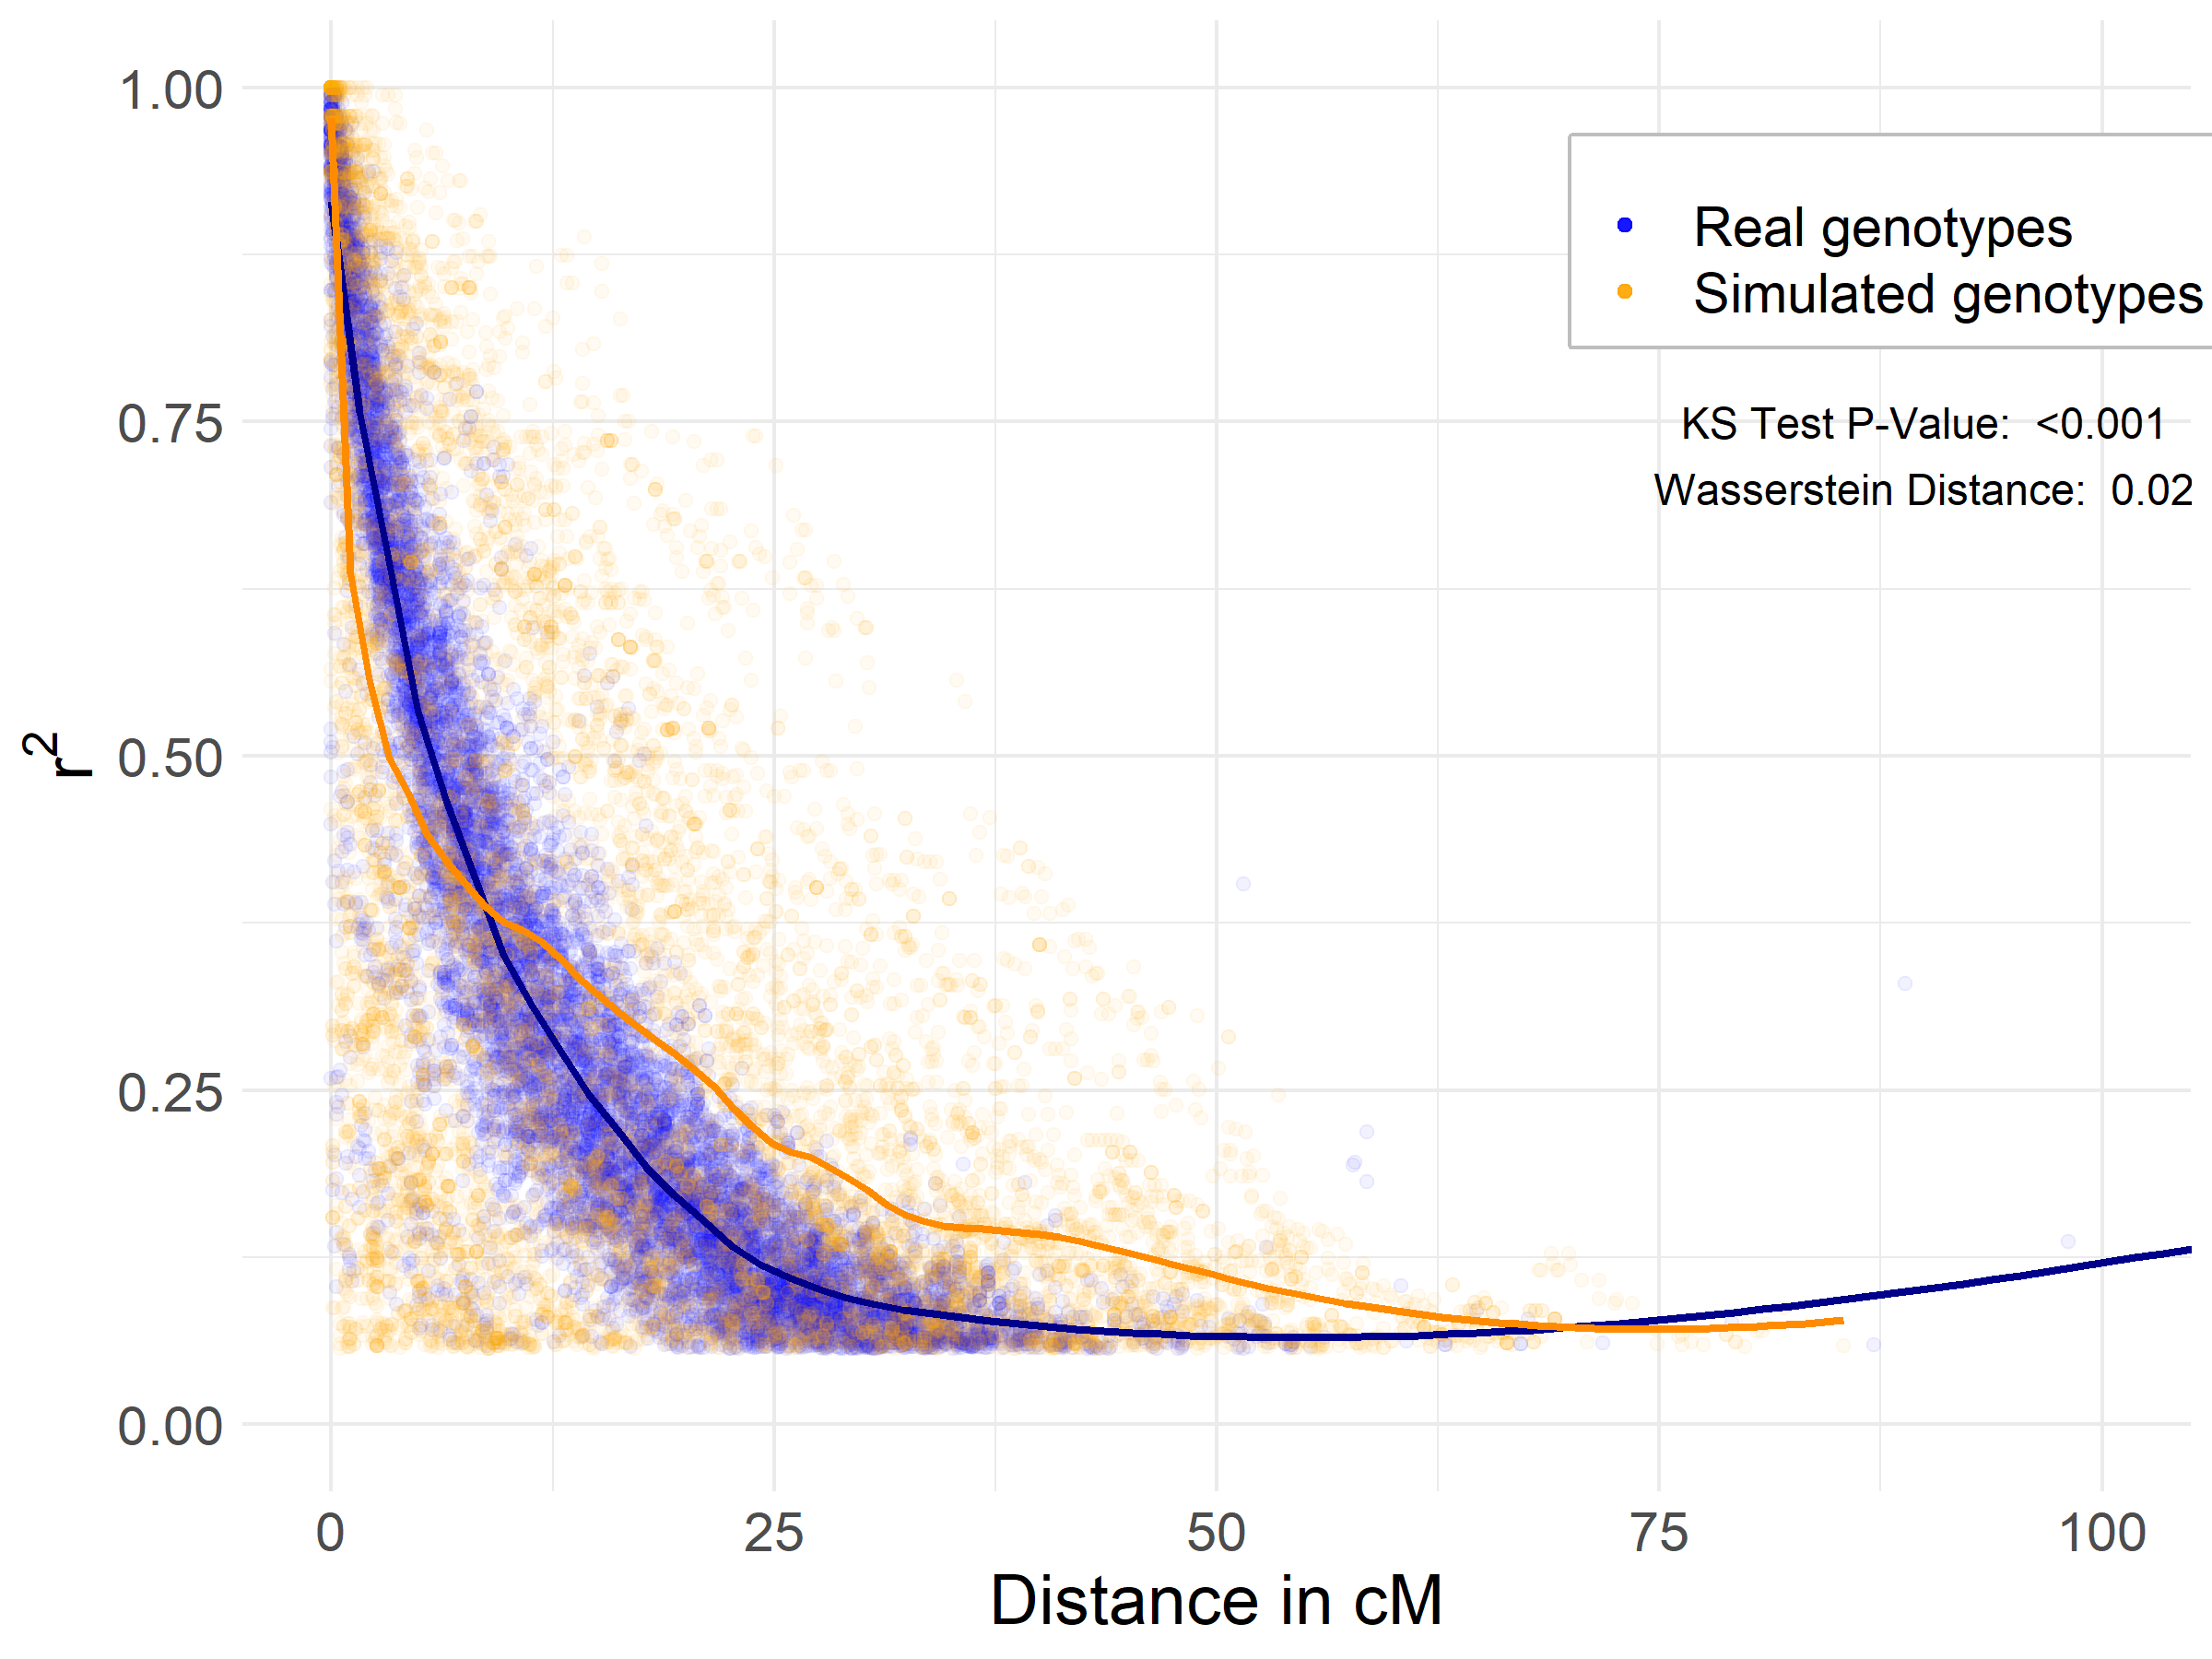 1.00
0.75
0.50
0.25
0.00
r²
0 25 50 75 100
Distance in cM
Real genotypes
Simulated genotypes
KS Test P-Value: <0.001
Wasserstein Distance: 0.02